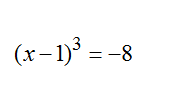 (x−1)³ = −8